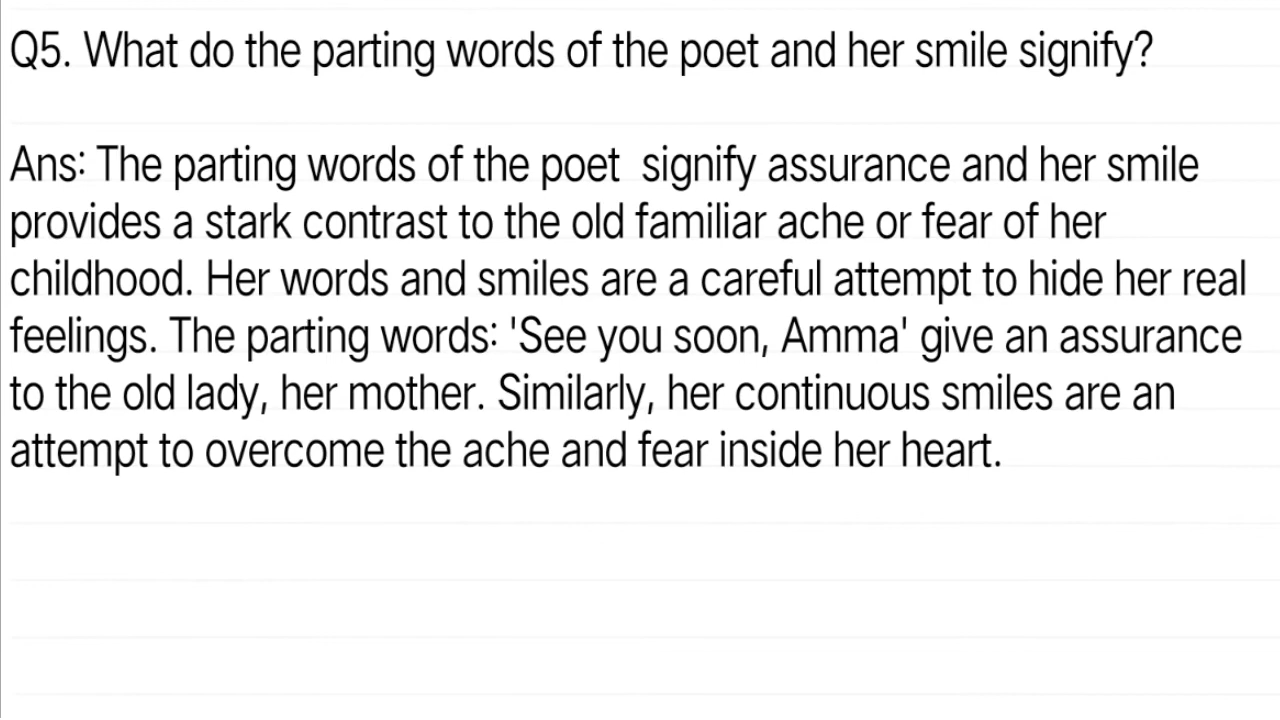 Q5. What do the parting words of the poet and her smile signify?
Ans: The parting words of the poet  signify assurance and her smile
provides a stark contrast to the old familiar ache or fear of her
childhood. Her words and smiles are a careful attempt to hide her real
feelings. The parting words: 'See you soon, Amma' give an assurance
to the old lady, her mother. Similarly, her continuous smiles are an
attempt to overcome the ache and fear inside her heart.